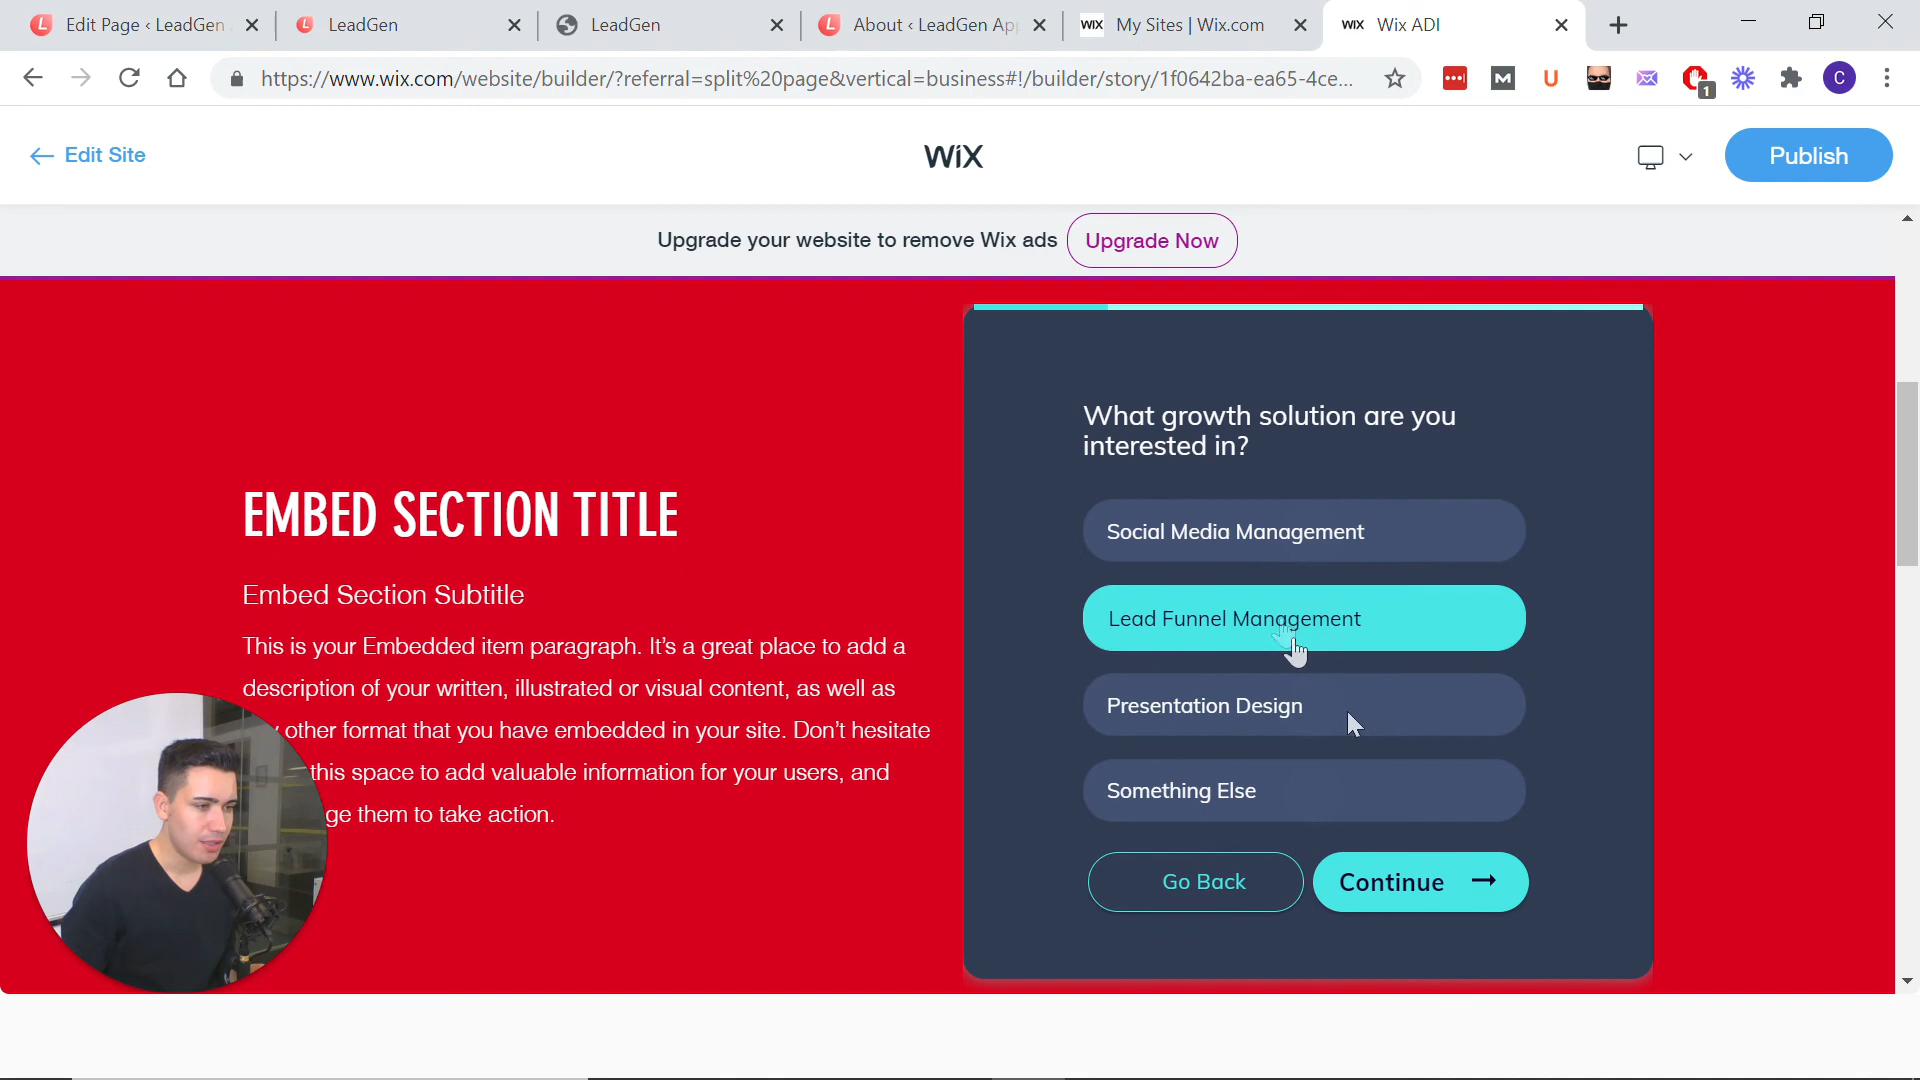 Edit Page ‹ LeadGen
LeadGen
LeadGen
About ‹ LeadGen Ap
WIX My Sites | Wix.com
WIX Wix ADI
https://www.wix.com/website/builder/?referral=split%20page&vertical=business#!/builder/story/1f0642ba-ea65-4ce...
1
C
Edit Site
WiX
Publish
Upgrade your website to remove Wix ads
Upgrade Now
What growth solution are you
interested in?
Social Media Management
Lead Funnel Management
Presentation Design
Something Else
Go Back
Continue
EMBED SECTION TITLE
Embed Section Subtitle
This is your Embedded item paragraph. It's a great place to add a
description of your written, illustrated or visual content, as well as
other format that you have embedded in your site. Don't hesitate
this space to add valuable information for your users, and
ge them to take action.